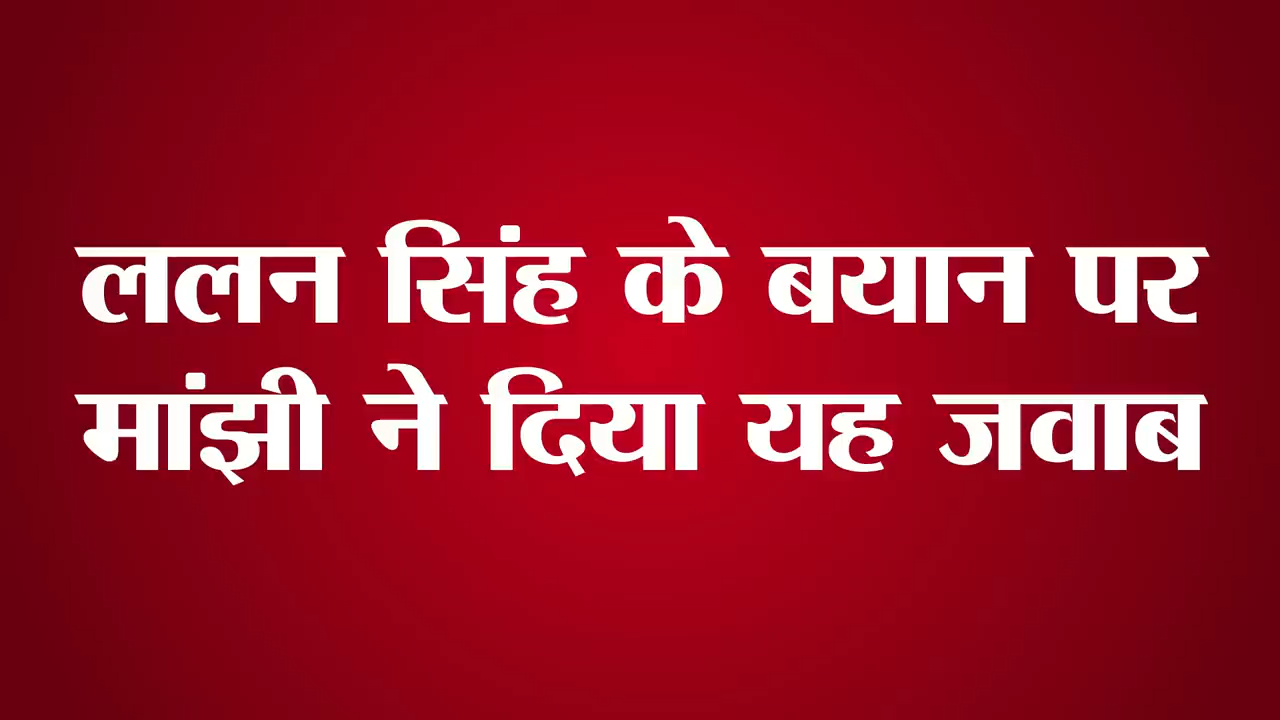 ललन सिंह के बयान पर
मांझी ने दिया यह जवाब